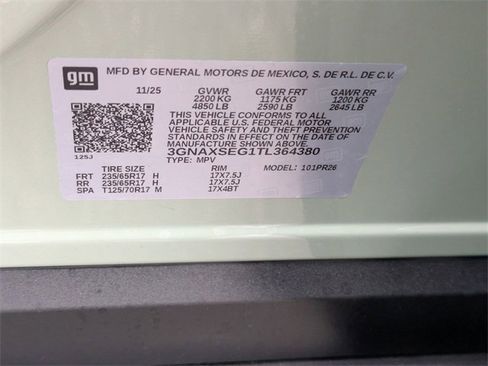 gm
MFD BY GENERAL MOTORS DE MEXICO, S. DE R.L. DE C.V.
11/25 GVWR GAWR FRT GAWR RR
2200 KG 1175 KG 1200 KG
4850 LB 2590 LB 2645 LB
THIS VEHICLE CONFORMS TO ALL
APPLICABLE U.S. FEDERAL MOTOR
VEHICLE SAFETY AND THEFT PREVENTION
STANDARDS IN EFFECT ON THE DATE OF
MANUFACTURE SHOWN ABOVE.
3GNAXSEG1TL364380
125J TYPE: MPV
TIRE SIZE RIM MODEL: 101PR26
FRT 235/65R17 H 17X7.5J
RR 235/65R17 H 17X7.5J
SPA T125/70R17 M 17X4BT